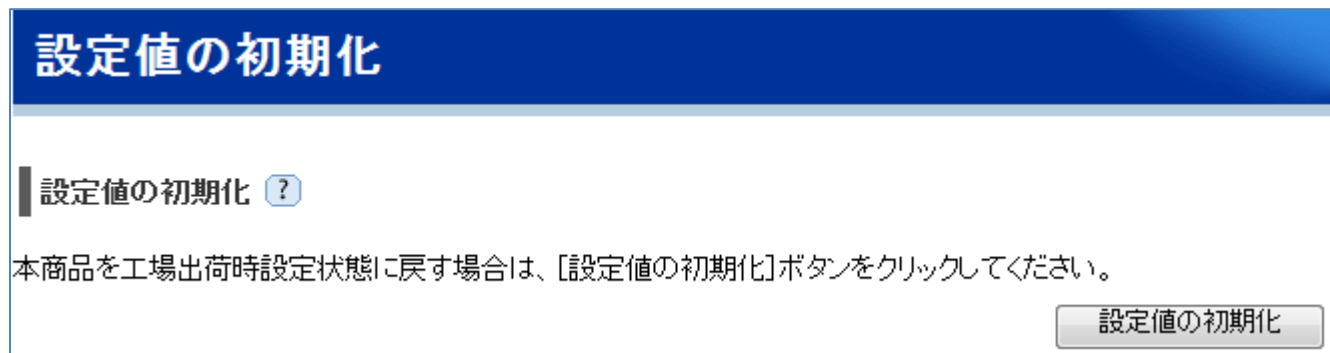 設定値の初期化
設定値の初期化 ?
本商品を工場出荷時設定状態に戻す場合は、[設定値の初期化]ボタンをクリックしてください。
設定値の初期化